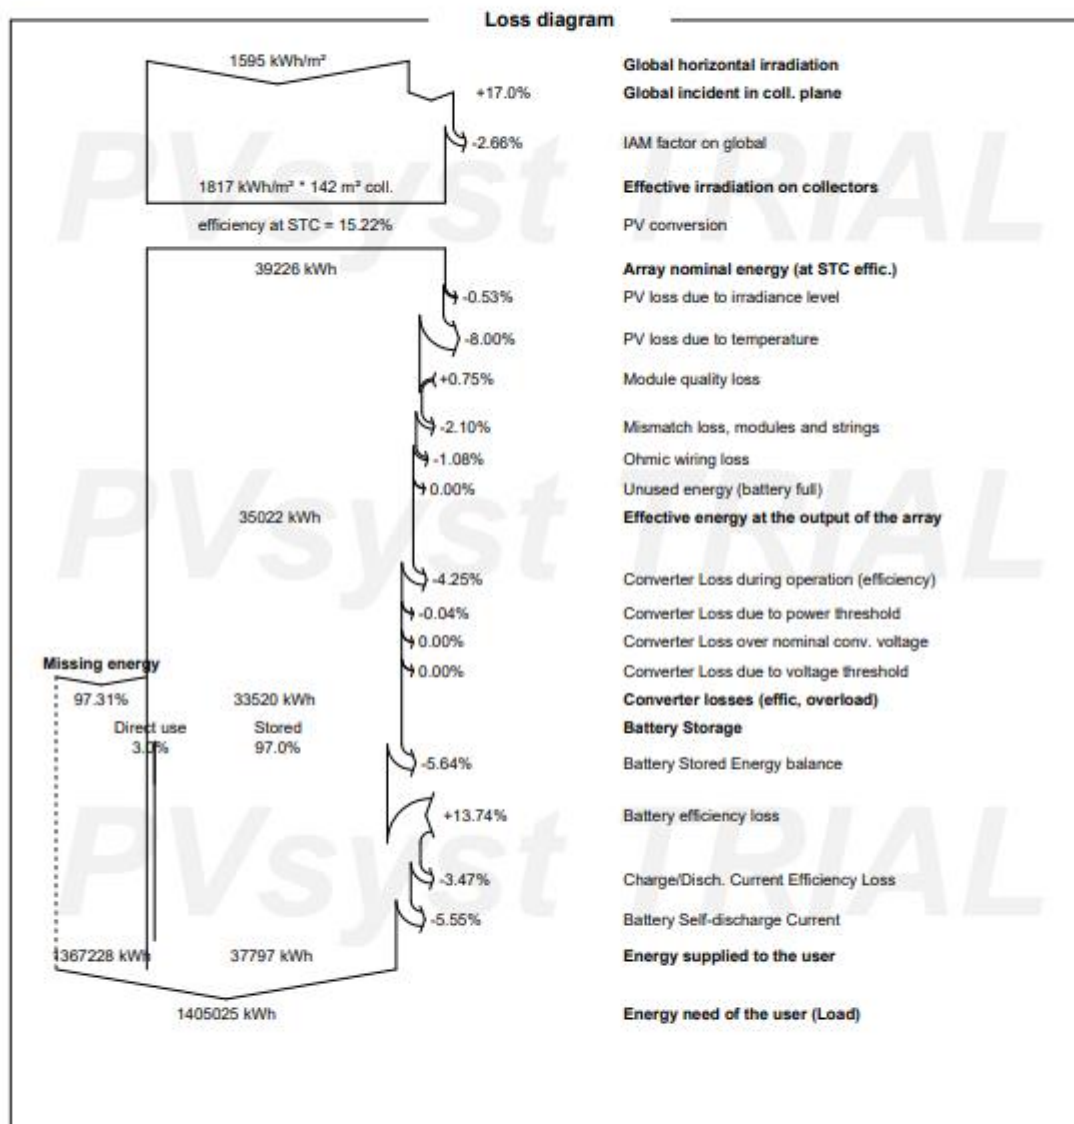 Loss diagram
1595 kWh/m² Global horizontal irradiation
+17.0% Global incident in coll. plane
-2.66% IAM factor on global
1817 kWh/m² * 142 m² coll. Effective irradiation on collectors
efficiency at STC = 15.22% PV conversion
39226 kWh Array nominal energy (at STC effic.)
-0.53% PV loss due to irradiance level
-8.00% PV loss due to temperature
+0.75% Module quality loss
-2.10% Mismatch loss, modules and strings
-1.08% Ohmic wiring loss
0.00% Unused energy (battery full)
35022 kWh Effective energy at the output of the array
-4.25% Converter Loss during operation (efficiency)
-0.04% Converter Loss due to power threshold
0.00% Converter Loss over nominal conv. voltage
Missing energy 0.00% Converter Loss due to voltage threshold
97.31% 33520 kWh Converter losses (effic, overload)
Direct use Stored Battery Storage
3.0% 97.0%
-5.64% Battery Stored Energy balance
+13.74% Battery efficiency loss
-3.47% Charge/Disch. Current Efficiency Loss
-5.55% Battery Self-discharge Current
1367228 kWh 37797 kWh Energy supplied to the user
1405025 kWh Energy need of the user (Load)
PVsyst TRIAL
PVsyst TRIAL
PVsyst TRIAL